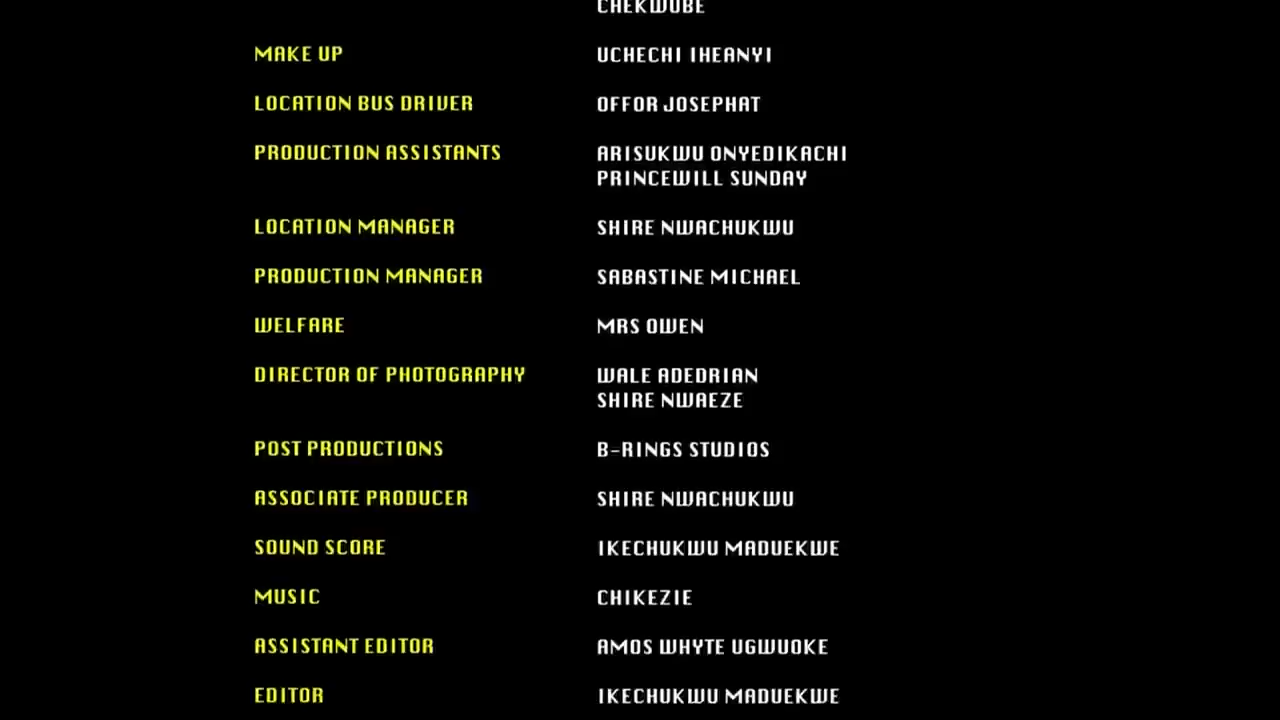 CHEKWUBE
MAKE UP UCHECHI IHEANYI
LOCATION BUS DRIVER OFFOR JOSEPHAT
PRODUCTION ASSISTANTS ARISUKWU ONYEDIKACHI
PRINCEWILL SUNDAY
LOCATION MANAGER SHIRE NWACHUKWU
PRODUCTION MANAGER SABASTINE MICHAEL
WELFARE MRS OWEN
DIRECTOR OF PHOTOGRAPHY WALE ADEDRIAN
SHIRE NWAEZE
POST PRODUCTIONS B-RINGS STUDIOS
ASSOCIATE PRODUCER SHIRE NWACHUKWU
SOUND SCORE IKECHUKWU MADUEKWE
MUSIC CHIKEZIE
ASSISTANT EDITOR AMOS WHYTE UGWUOKE
EDITOR IKECHUKWU MADUEKWE